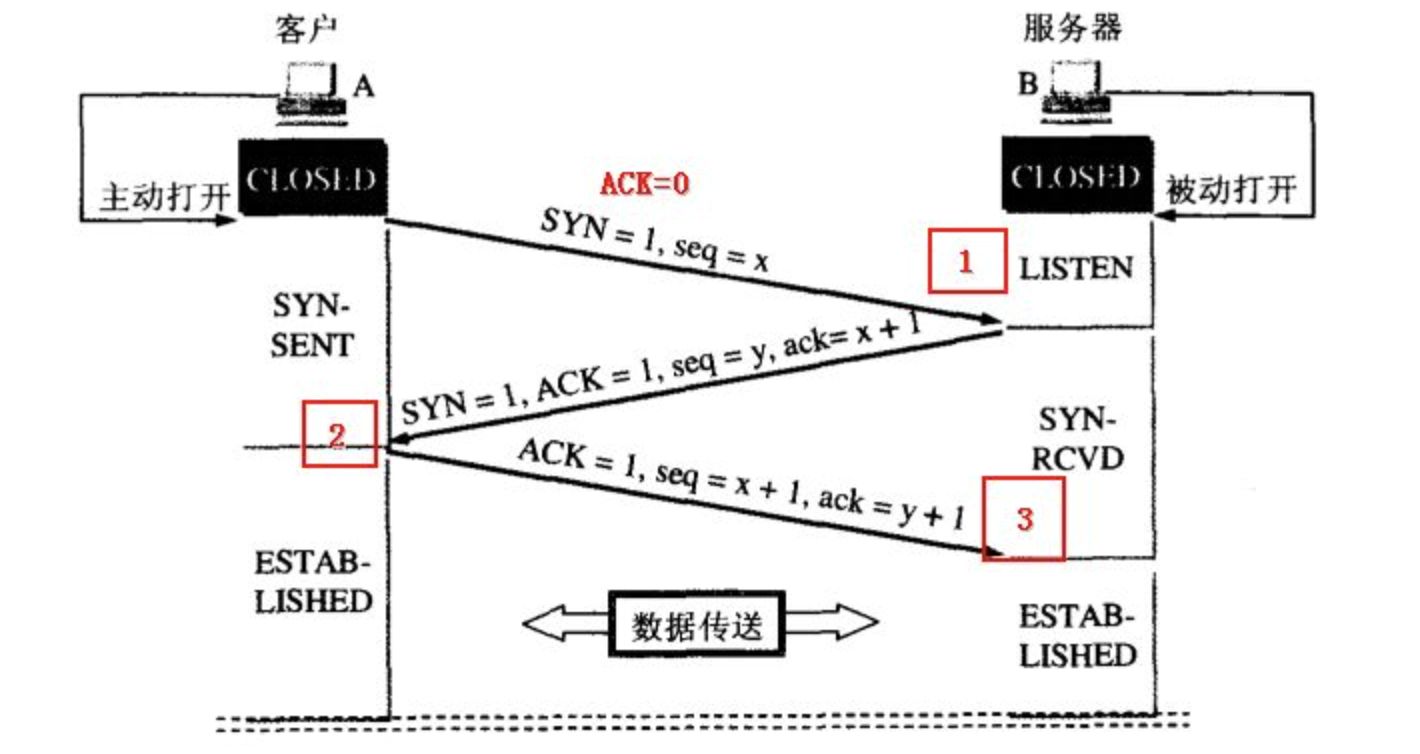 客户
服务器
A
B
CLOSED
CLOSED
主动打开
被动打开
ACK=0
SYN = 1, seq = x
1
LISTEN
SYN-
SENT
SYN = 1, ACK = 1, seq = y, ack= x + 1
2
SYN-
RCVD
ACK = 1, seq = x + 1, ack = y + 1
3
ESTAB-
LISHED
数据传送
ESTAB-
LISHED